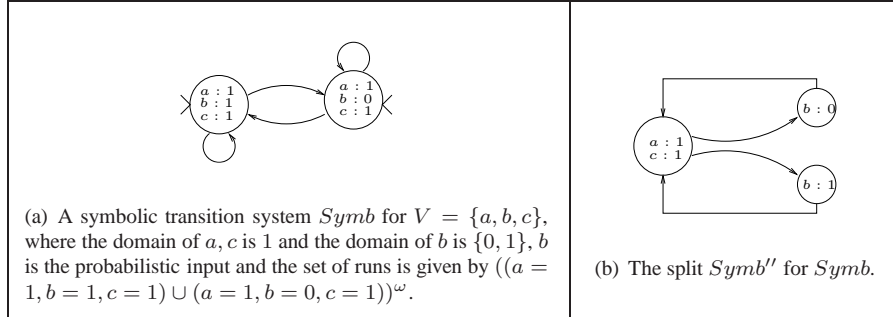 a : 1
b : 1
c : 1
a : 1
b : 0
c : 1
(a) A symbolic transition system Symb for V = {a, b, c},
where the domain of a, c is 1 and the domain of b is {0, 1}, b
is the probabilistic input and the set of runs is given by ((a =
1, b = 1, c = 1) ∪ (a = 1, b = 0, c = 1))^ω.
a : 1
c : 1
b : 0
b : 1
(b) The split Symb′′ for Symb.